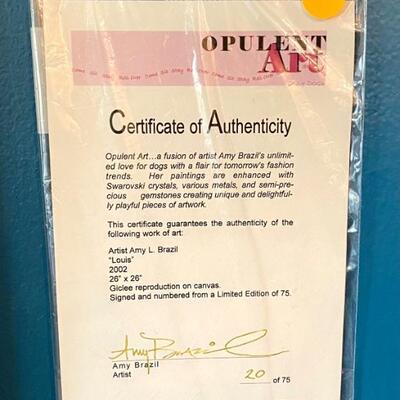 OPULENT
Art
Certificate of Authenticity
Opulent Art...a fusion of artist Amy Brazil's unlimit-
ed love for dogs with a flair for tomorrow's fashion
trends. Her paintings are enhanced with
Swarovski crystals, various metals, and semi-pre-
cious gemstones creating unique and delightful-
ly playful pieces of artwork.
This certificate guarantees the authenticity of the
following work of art:
Artist Amy L. Brazil
"Louis"
2002
26" x 26"
Giclee reproduction on canvas.
Signed and numbered from a Limited Edition of 75.
Amy Brazil
Amy Brazil
Artist
20 of 75